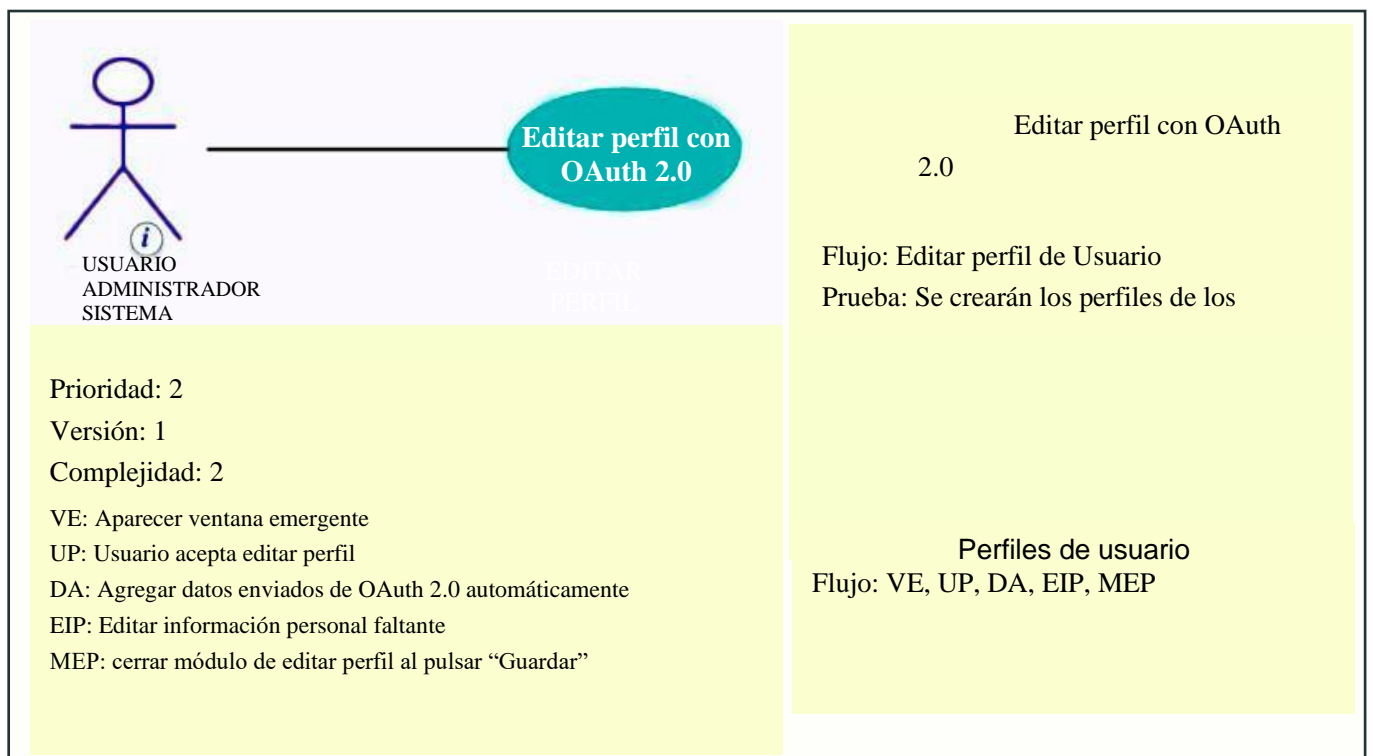 Editar perfil con
OAuth 2.0
i
USUARIO
ADMINISTRADOR
SISTEMA
EDITAR
PERFIL
Prioridad: 2
Versión: 1
Complejidad: 2
VE: Aparecer ventana emergente
UP: Usuario acepta editar perfil
DA: Agregar datos enviados de OAuth 2.0 automáticamente
EIP: Editar información personal faltante
MEP: cerrar módulo de editar perfil al pulsar “Guardar”
Editar perfil con OAuth
2.0
Flujo: Editar perfil de Usuario
Prueba: Se crearán los perfiles de los
Perfiles de usuario
Flujo: VE, UP, DA, EIP, MEP